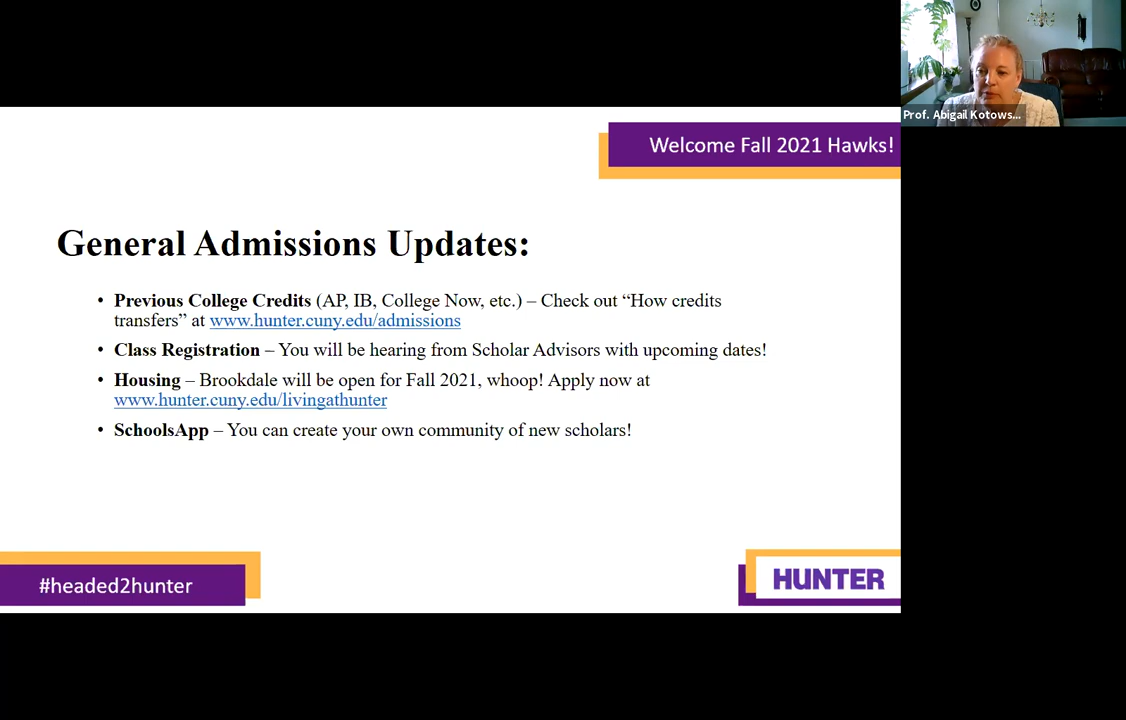 Prof. Abigail Kotows...
Welcome Fall 2021 Hawks!
General Admissions Updates:
• Previous College Credits (AP, IB, College Now, etc.) – Check out “How credits
transfers” at www.hunter.cuny.edu/admissions
• Class Registration – You will be hearing from Scholar Advisors with upcoming dates!
• Housing – Brookdale will be open for Fall 2021, whoop! Apply now at
www.hunter.cuny.edu/livingathunter
• SchoolsApp – You can create your own community of new scholars!
#headed2hunter
HUNTER